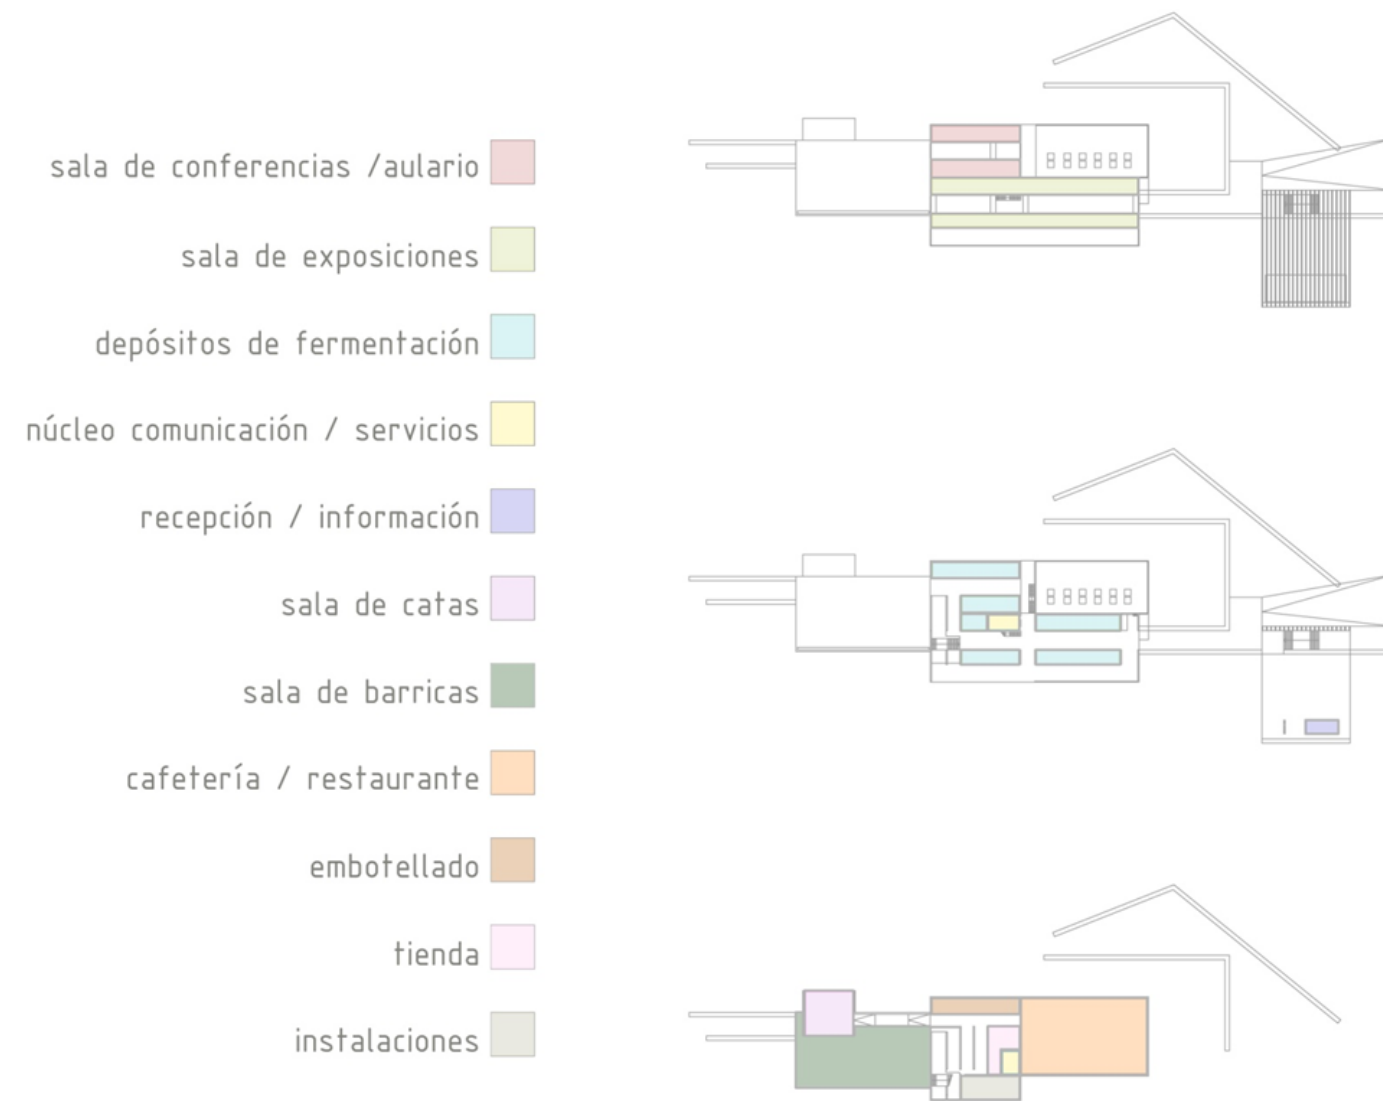 sala de conferencias /aulario
sala de exposiciones
depósitos de fermentación
núcleo comunicación / servicios
recepción / información
sala de catas
sala de barricas
cafetería / restaurante
embotellado
tienda
instalaciones